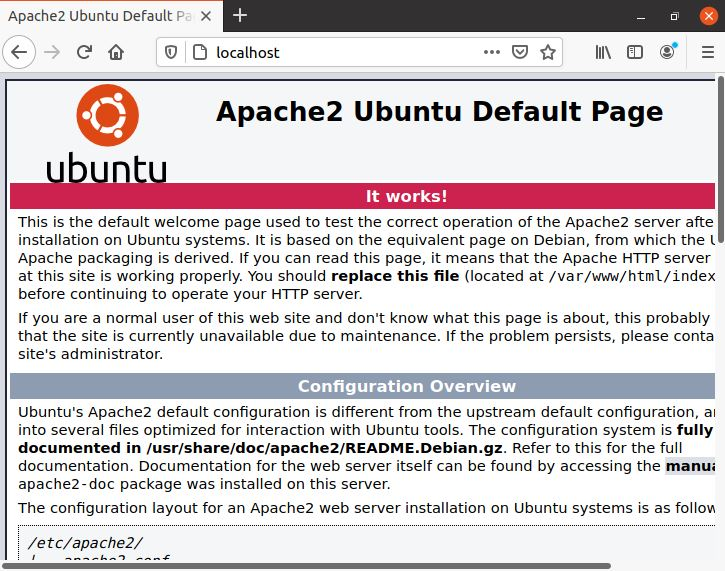 Apache2 Ubuntu Default Pa
localhost
ubuntu
Apache2 Ubuntu Default Page
It works!
This is the default welcome page used to test the correct operation of the Apache2 server afte
installation on Ubuntu systems. It is based on the equivalent page on Debian, from which the U
Apache packaging is derived. If you can read this page, it means that the Apache HTTP server
at this site is working properly. You should replace this file (located at /var/www/html/index
before continuing to operate your HTTP server.
If you are a normal user of this web site and don't know what this page is about, this probably
that the site is currently unavailable due to maintenance. If the problem persists, please conta
site's administrator.
Configuration Overview
Ubuntu's Apache2 default configuration is different from the upstream default configuration, a
into several files optimized for interaction with Ubuntu tools. The configuration system is fully
documented in /usr/share/doc/apache2/README.Debian.gz. Refer to this for the full
documentation. Documentation for the web server itself can be found by accessing the manua
apache2-doc package was installed on this server.
The configuration layout for an Apache2 web server installation on Ubuntu systems is as follow
/etc/apache2/
|-- apache2.conf